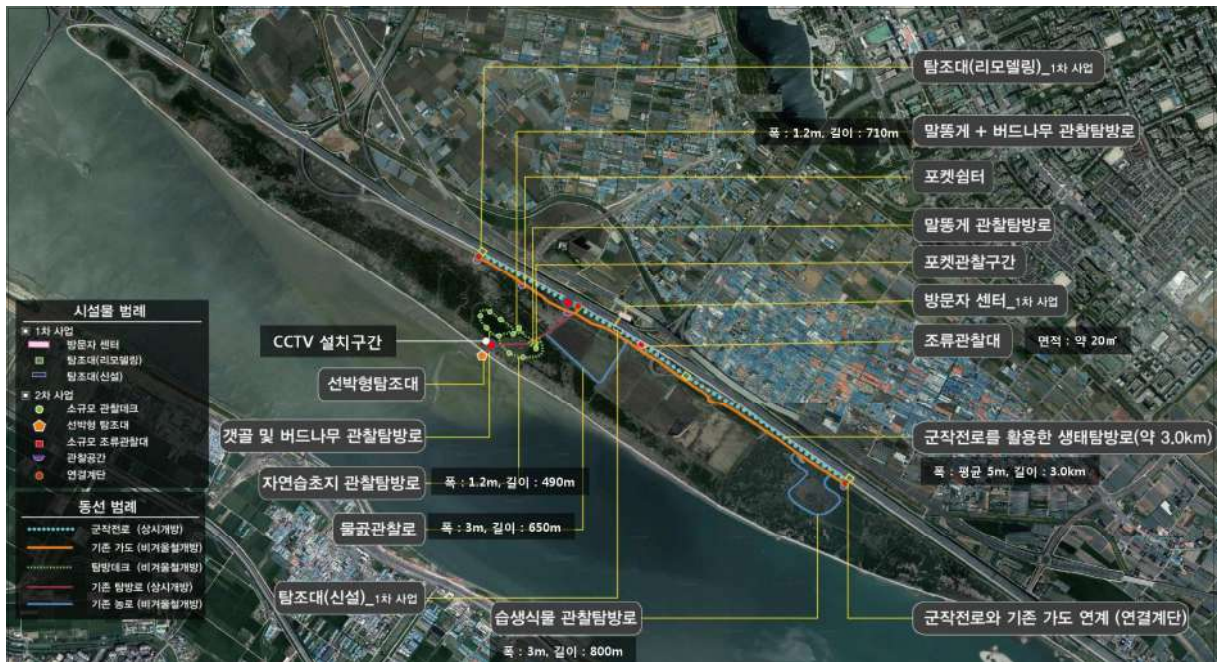 탐조대(리모델링)_1차 사업
폭 : 1.2m, 길이 : 710m
말똥게 + 버드나무 관찰탐방로
포켓쉼터
말똥게 관찰탐방로
포켓관찰구간
방문자 센터_1차 사업
조류관찰대
면적 : 약 20㎡
군작전로를 활용한 생태탐방로(약 3.0km)
폭 : 평균 5m, 길이 : 3.0km
군작전로와 기존 가도 연계 (연결계단)
CCTV 설치구간
선박형탐조대
갯골 및 버드나무 관찰탐방로
자연습초지 관찰탐방로
폭 : 1.2m, 길이 : 490m
물골관찰로
폭 : 3m, 길이 : 650m
탐조대(신설)_1차 사업
습생식물 관찰탐방로
폭 : 3m, 길이 : 800m
시설물 범례
1차 사업
방문자 센터
탐조대(리모델링)
탐조대(신설)
2차 사업
소규모 관찰데크
선박형 탐조대
소규모 조류관찰대
관찰공간
연결계단
동선 범례
군작전로 (상시개방)
기존 가도 (비겨울철개방)
탐방데크 (비겨울철개방)
기존 탐방로 (상시개방)
기존 농로 (비겨울철개방)